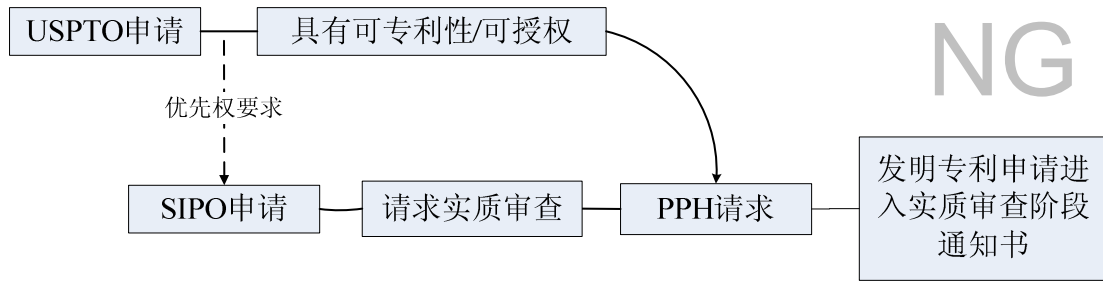 USPTO申请
具有可专利性/可授权
NG
优先权要求
SIPO申请
请求实质审查
PPH请求
发明专利申请进
入实质审查阶段
通知书